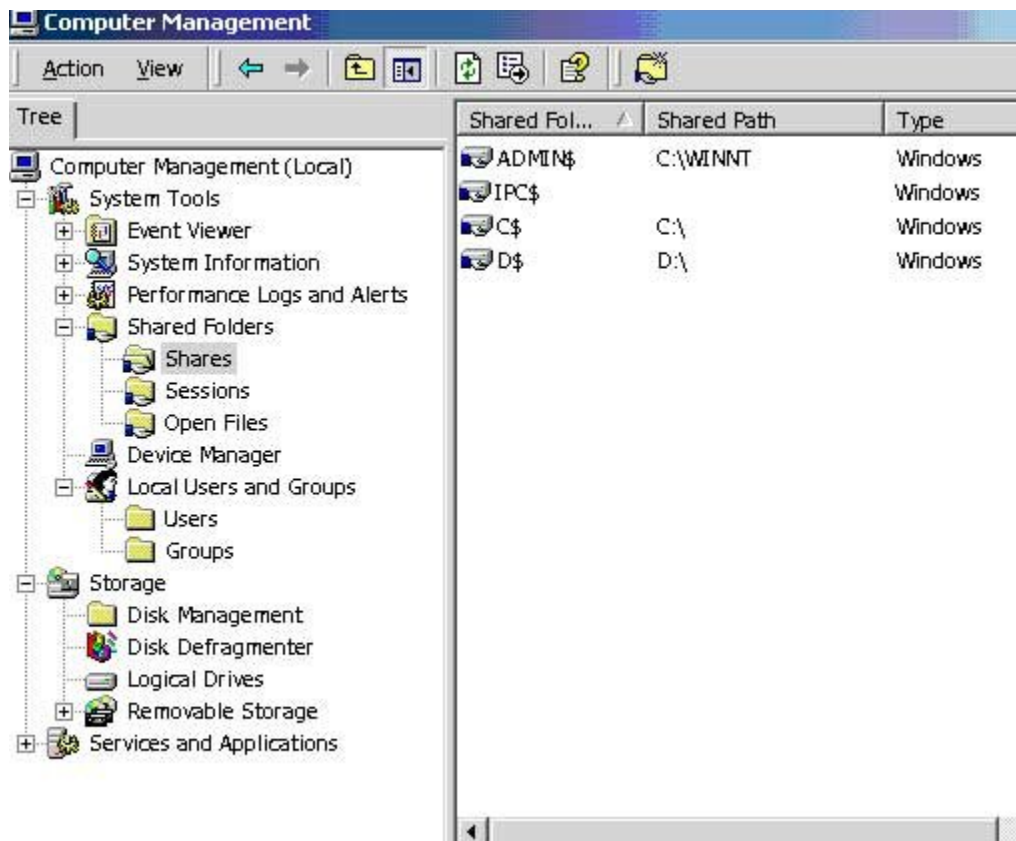 Computer Management
Action View
Tree
Computer Management (Local)
System Tools
Event Viewer
System Information
Performance Logs and Alerts
Shared Folders
Shares
Sessions
Open Files
Device Manager
Local Users and Groups
Users
Groups
Storage
Disk Management
Disk Defragmenter
Logical Drives
Removable Storage
Services and Applications
Shared Fol... Shared Path Type
ADMIN$ C:\WINNT Windows
IPC$ Windows
C$ C:\ Windows
D$ D:\ Windows